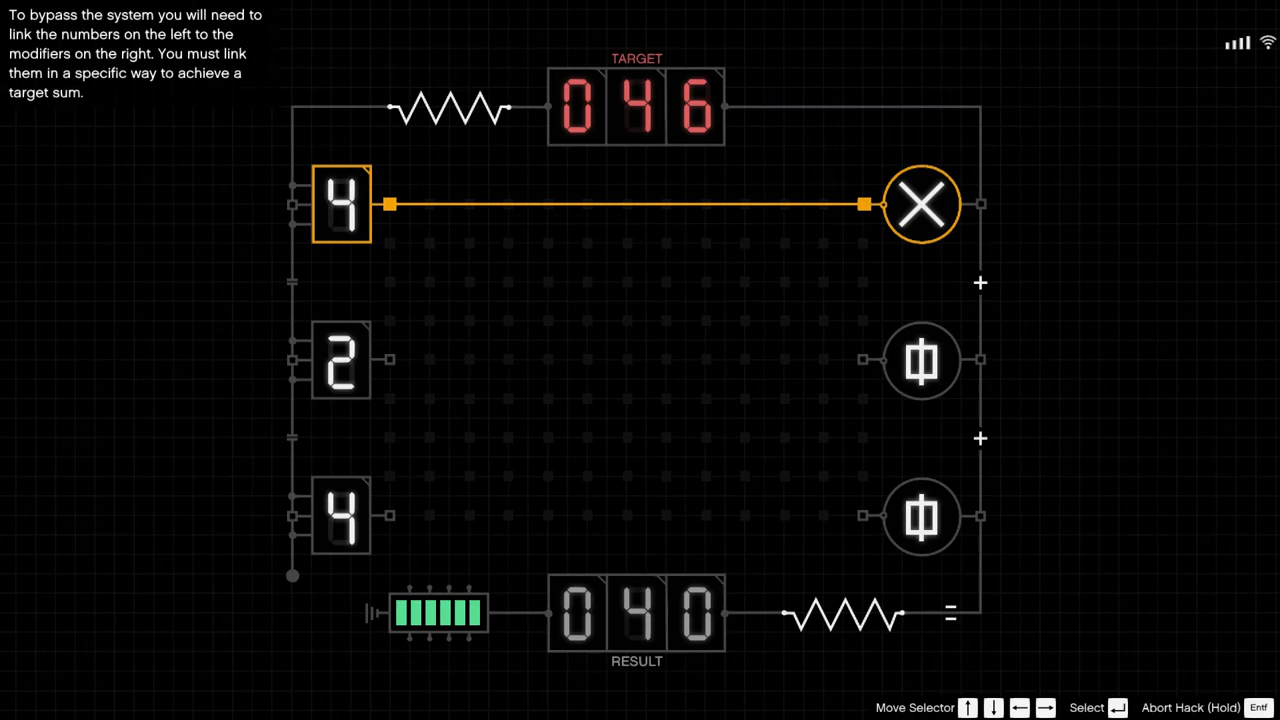 To bypass the system you will need to
link the numbers on the left to the
modifiers on the right. You must link
them in a specific way to achieve a
target sum.
TARGET
046
4
+
2
中
+
4
中
040
=
RESULT
Move Selector ↑ ↓ ← → Select ↵ Abort Hack (Hold) Entf